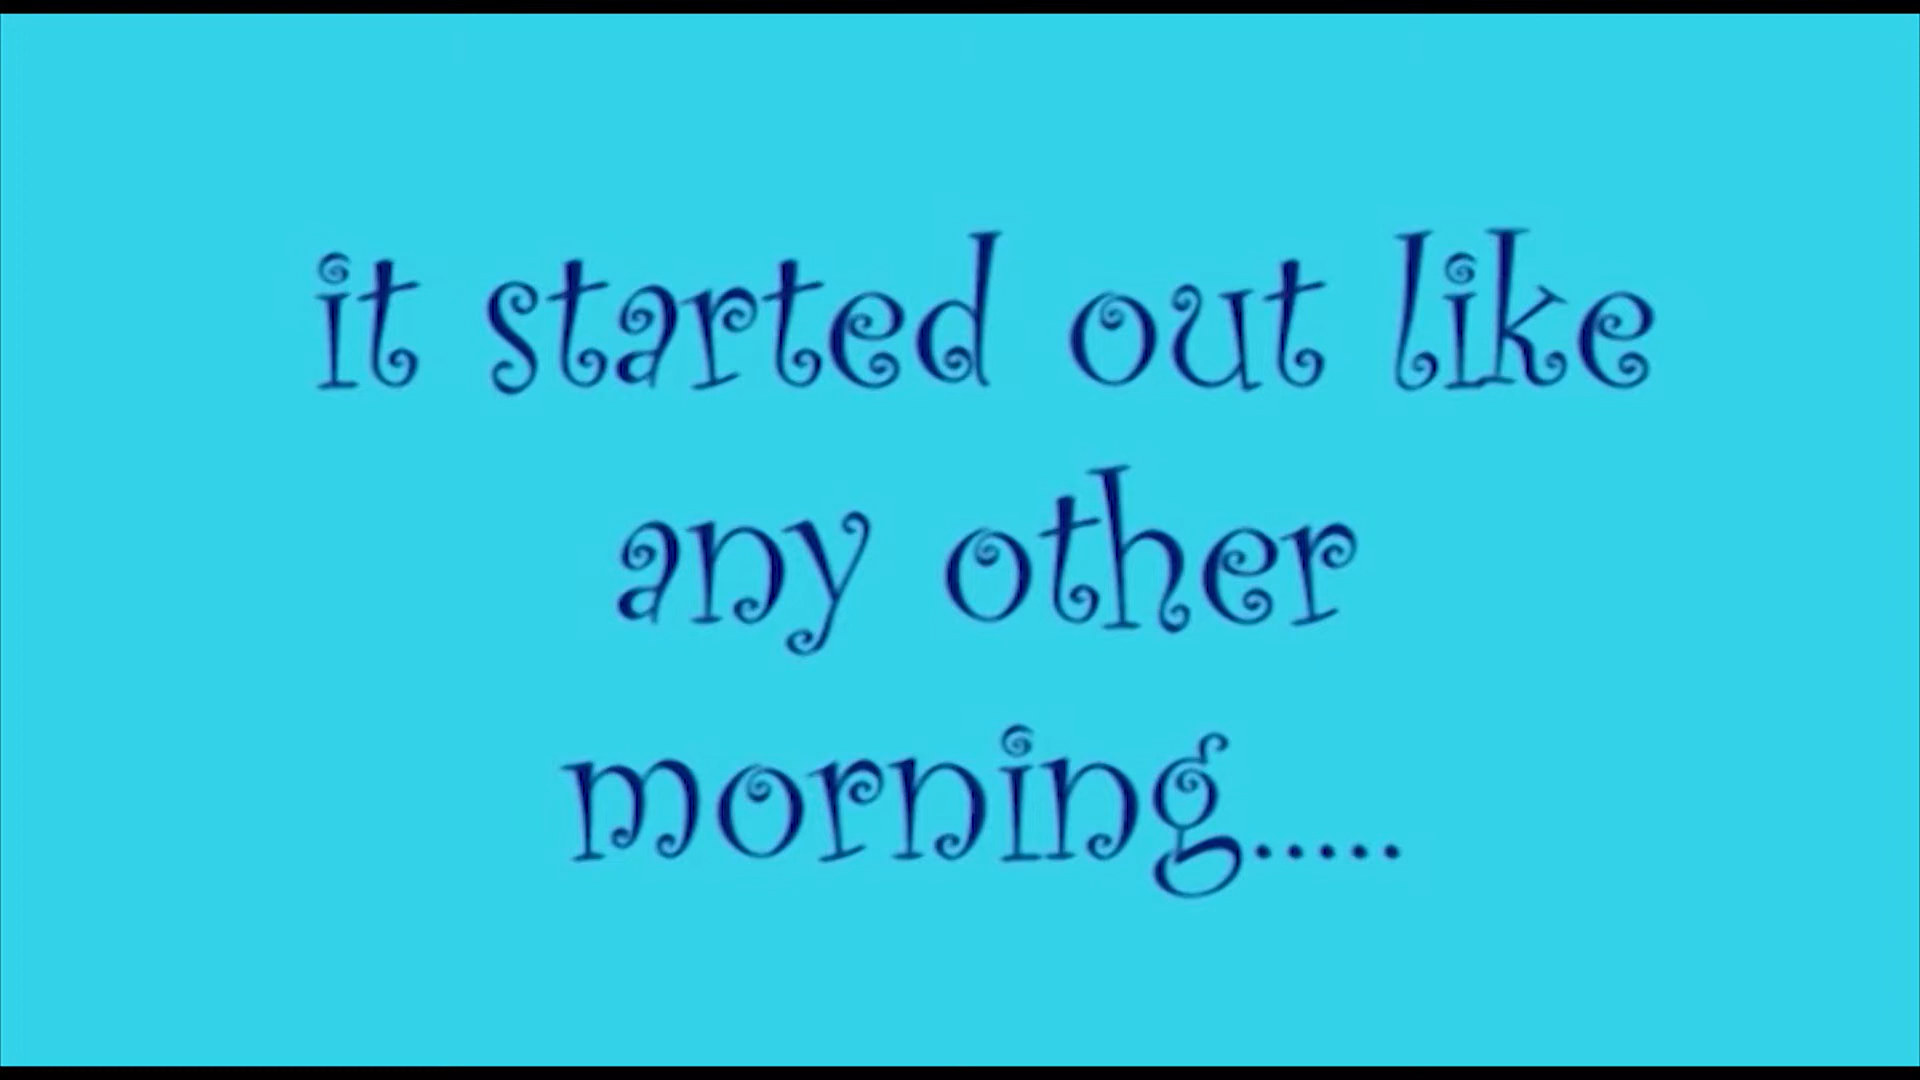 it started out like
any other
morning.....